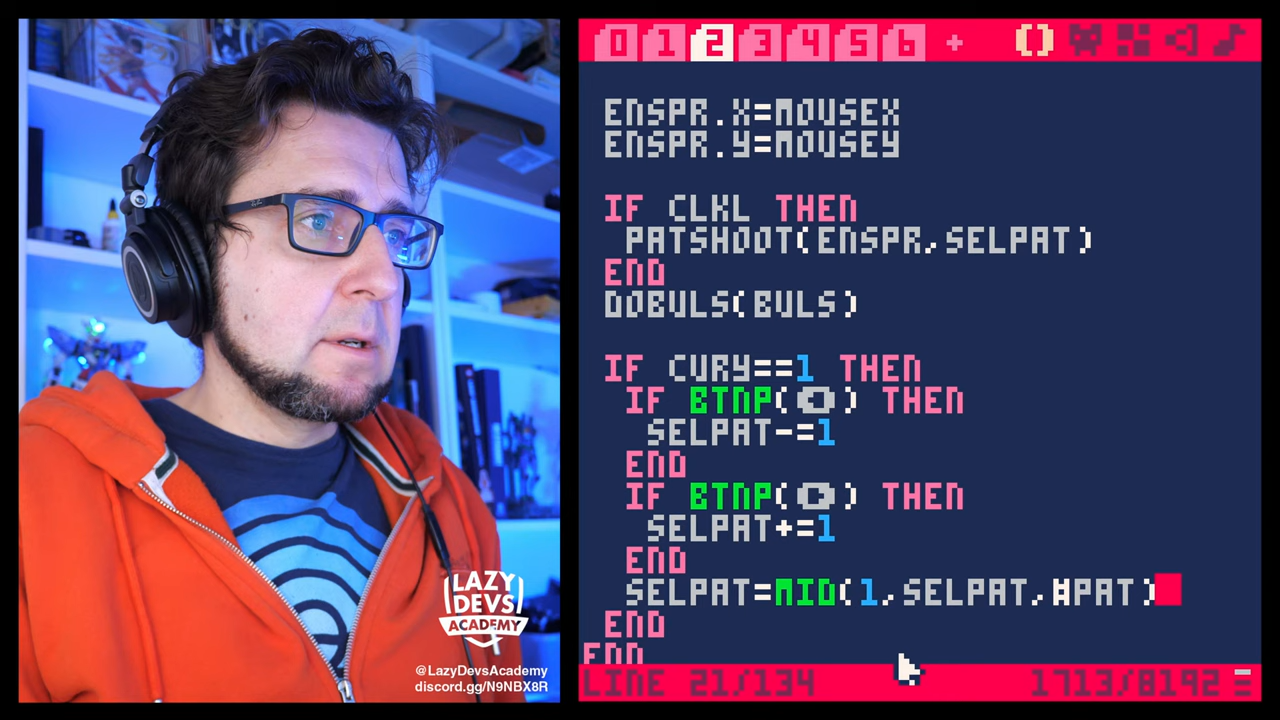 LAZY
DEVS
ACADEMY
@LazyDevsAcademy
discord.gg/N9NBX8R
0 1 2 3 4 5 6 +
ENSPR.X=MOUSEX
ENSPR.Y=MOUSEY
IF CLKL THEN
PATSHOOT(ENSPR,SELPAT)
END
DOBULS(BULS)
IF CURY==1 THEN
IF BTNP(⬅️) THEN
SELPAT-=1
END
IF BTNP(➡️) THEN
SELPAT+=1
END
SELPAT=MID(1,SELPAT,#PAT)
END
END
LINE 21/134
1713/8192